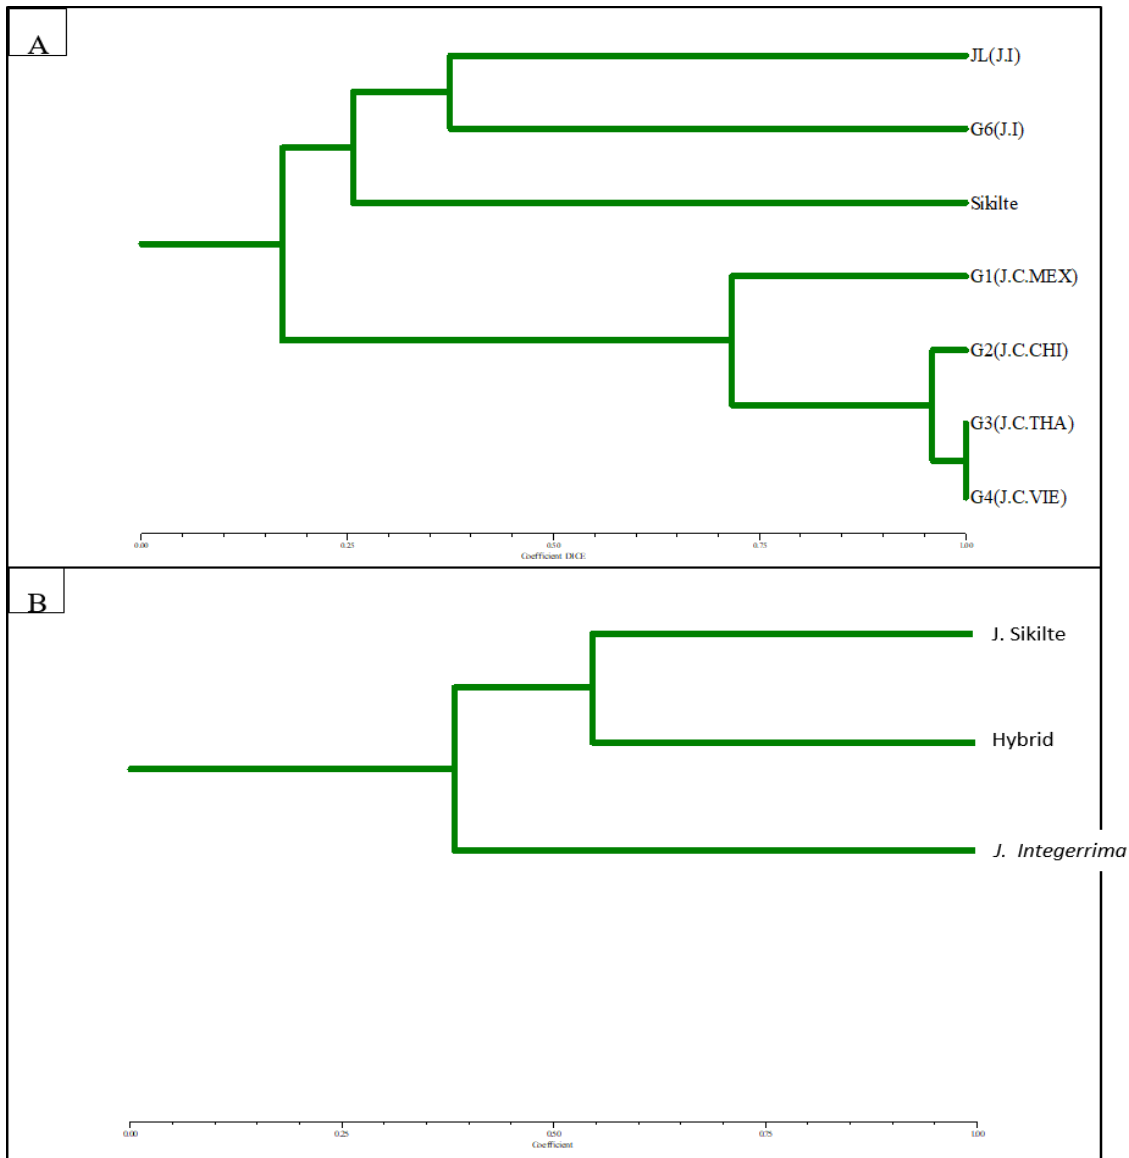 A
JL(J.I)
G6(J.I)
Sikilte
G1(J.C.MEX)
G2(J.C.CHI)
G3(J.C.THA)
G4(J.C.VIE)
0.00 0.25 0.50 0.75 1.00
Coefficient DICE
B
J. Sikilte
Hybrid
J. Integerrima
0.00 0.25 0.50 0.75 1.00
Coefficient